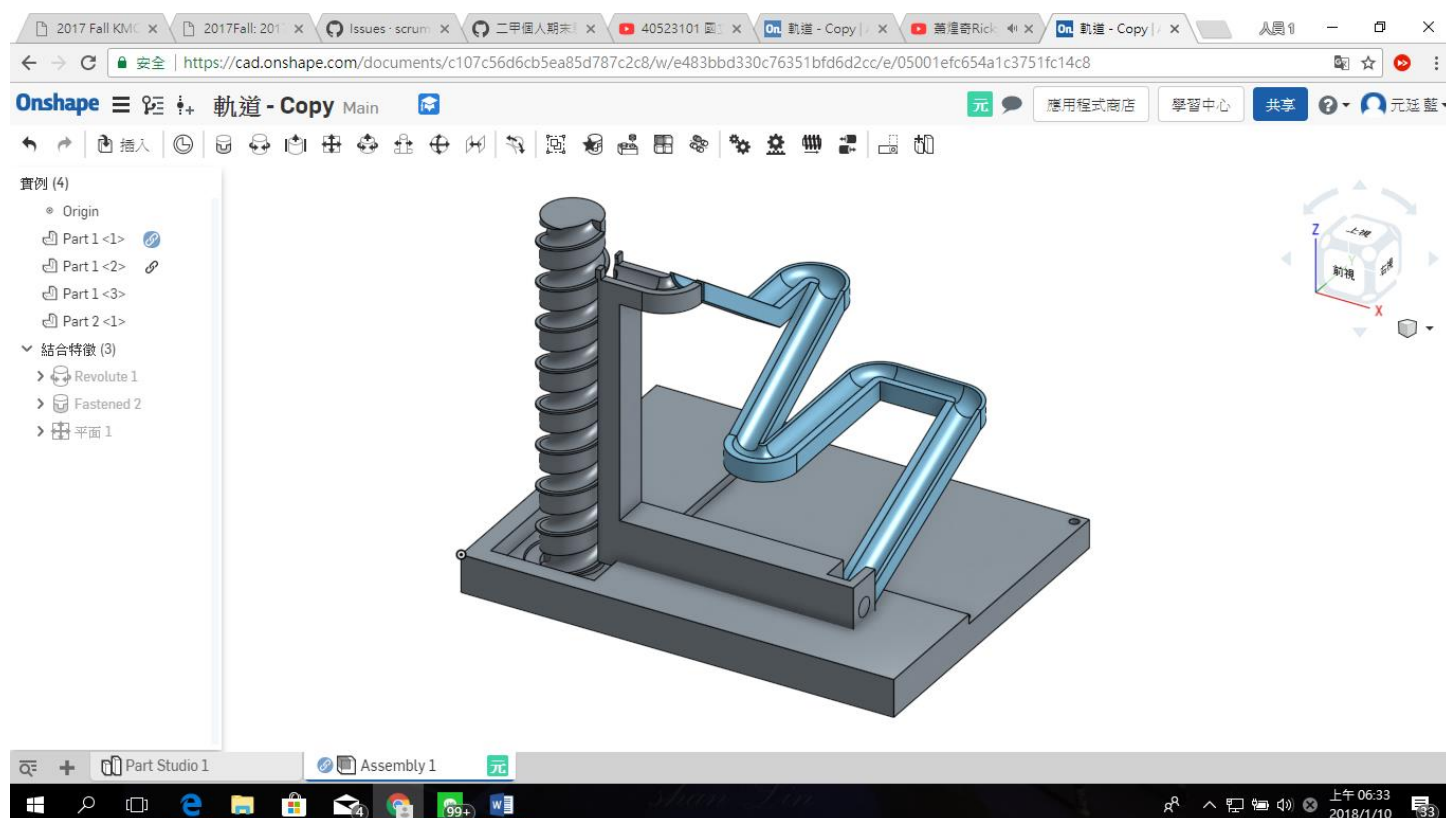 2017 Fall KM
2017Fall: 201
Issues · scrum
二甲個人期末
40523101
軌道 - Copy | A
蕭煌奇Rick
軌道 - Copy | A
人員 1
安全 | https://cad.onshape.com/documents/c107c56d6cb5ea85d787c2c8/w/e483bbd330c76351bfd6d2cc/e/05001efc654a1c3751fc14c8
Onshape 軌道 - Copy Main 元 應用程式商店 學習中心 共享 元廷 藍
插入
實例 (4)
Origin
Part 1 <1>
Part 1 <2>
Part 1 <3>
Part 2 <1>
結合特徵 (3)
Revolute 1
Fastened 2
平面 1
Z
上視
前視
右視
Y
X
Part Studio 1
Assembly 1
元
4
99+
上午 06:33
2018/1/10
33